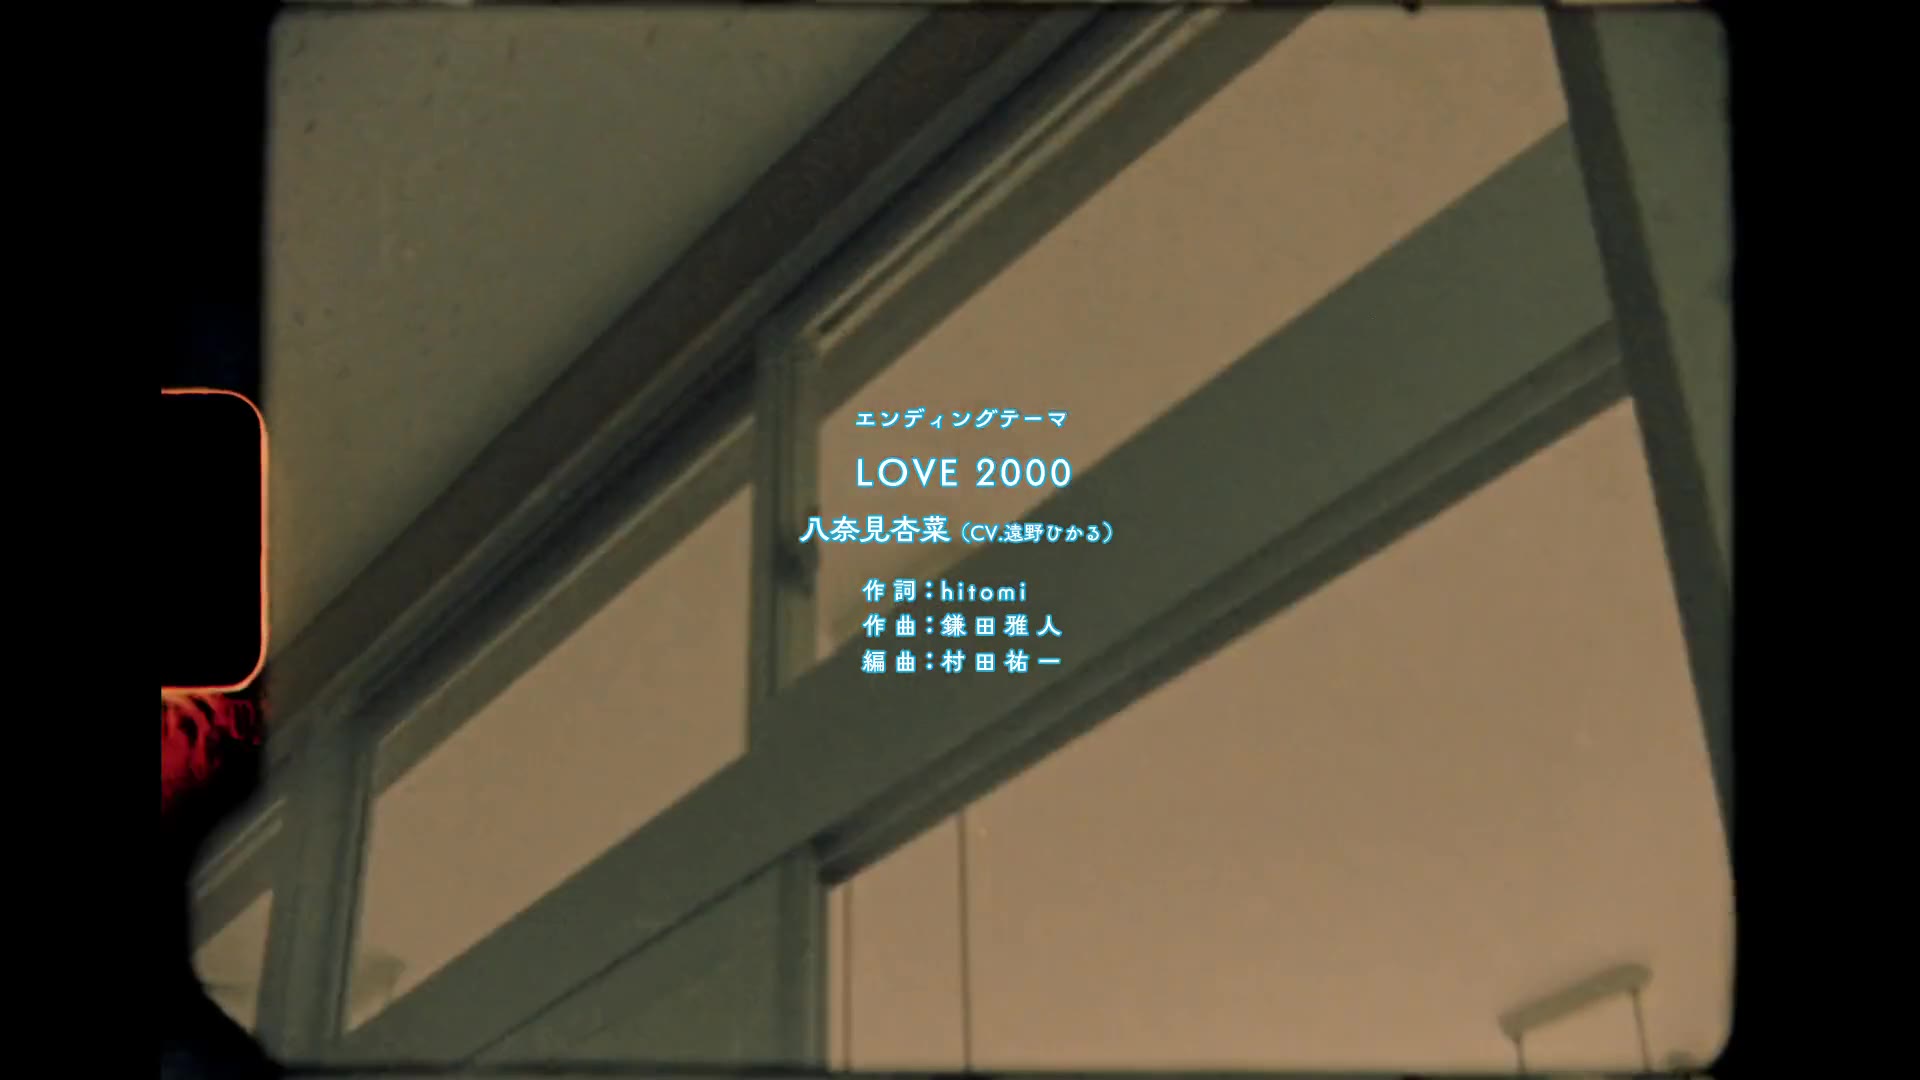 エンディングテーマ
LOVE 2000
八奈見杏菜（CV.遠野ひかる）
作詞：hitomi
作曲：鎌田雅人
編曲：村田祐一